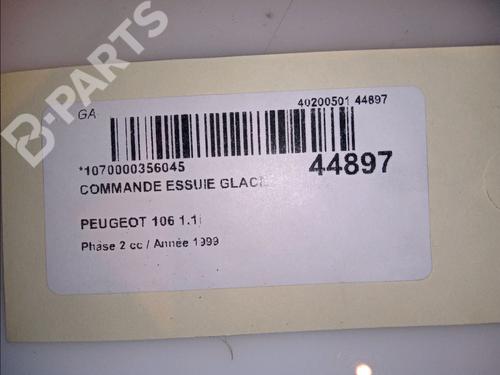 B-PARTS
GA
40200501 44897
*1070000356045
44897
COMMANDE ESSUIE GLACE
PEUGEOT 106 1.1i
Phase 2 cc / Année 1999